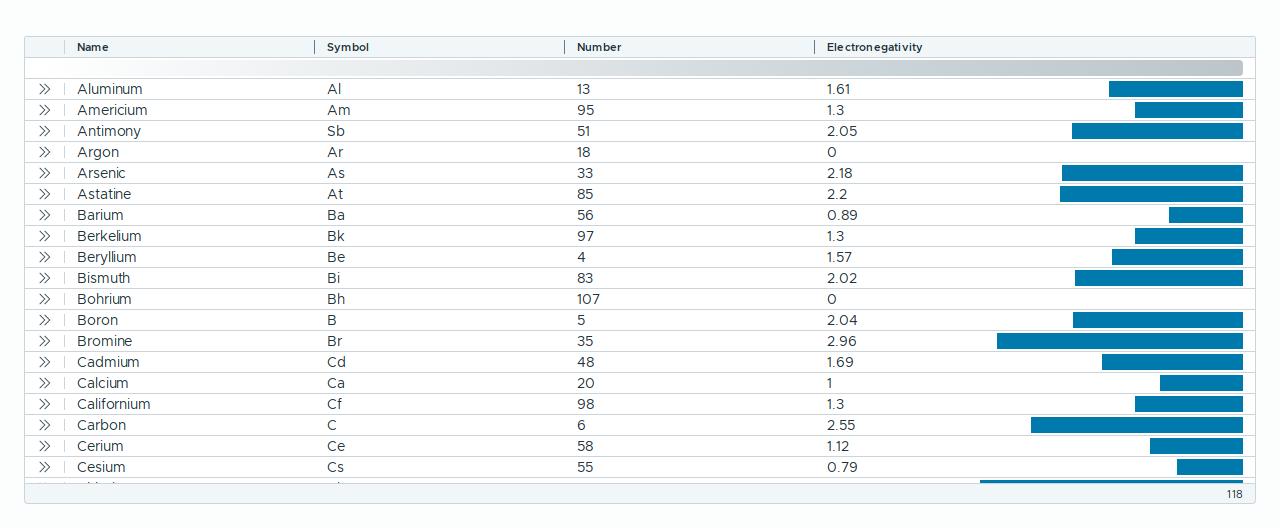 Name Symbol Number Electronegativity
Aluminum Al 13 1.61
Americium Am 95 1.3
Antimony Sb 51 2.05
Argon Ar 18 0
Arsenic As 33 2.18
Astatine At 85 2.2
Barium Ba 56 0.89
Berkelium Bk 97 1.3
Beryllium Be 4 1.57
Bismuth Bi 83 2.02
Bohrium Bh 107 0
Boron B 5 2.04
Bromine Br 35 2.96
Cadmium Cd 48 1.69
Calcium Ca 20 1
Californium Cf 98 1.3
Carbon C 6 2.55
Cerium Ce 58 1.12
Cesium Cs 55 0.79
118